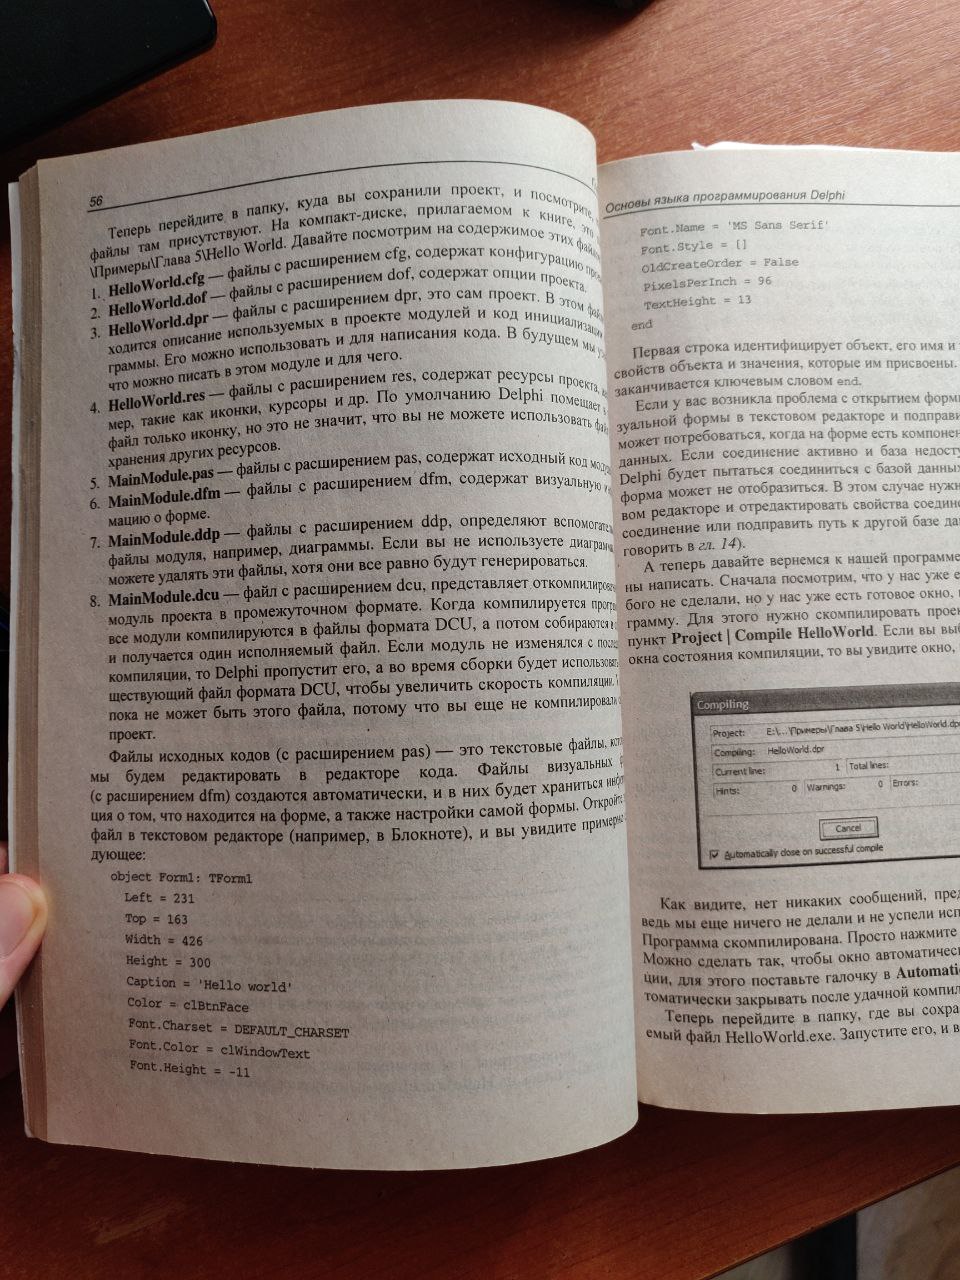 56
Теперь перейдите в папку, куда вы сохранили проект, и посмотрите,
файлы там присутствуют. На компакт-диске, прилагаемом к книге, это
\Примеры\Глава 5\Hello World. Давайте посмотрим на содержимое этих
1. HelloWorld.cfg — файлы с расширением cfg, содержат конфигурацию
2. HelloWorld.dof — файлы с расширением dof, содержат опции проекта.
3. HelloWorld.dpr — файлы с расширением dpr, это сам проект. В этом
ходится описание используемых в проекте модулей и код инициализации
граммы. Его можно использовать и для написания кода. В будущем мы
что можно писать в этом модуле и для чего.
4. HelloWorld.res — файлы с расширением res, содержат ресурсы проекта,
мер, такие как иконки, курсоры и др. По умолчанию Delphi помещает в
файл только иконку, но это не значит, что вы не можете использовать
хранения других ресурсов.
5. MainModule.pas — файлы с расширением pas, содержат исходный код
6. MainModule.dfm — файлы с расширением dfm, содержат визуальную
мацию о форме.
7. MainModule.ddp — файлы с расширением ddp, определяют
файлы модуля, например, диаграммы. Если вы не используете
можете удалять эти файлы, хотя они все равно будут генерироваться.
8. MainModule.dcu — файл с расширением dcu, представляет
модуль проекта в промежуточном формате. Когда компилируется
все модули компилируются в файлы формата DCU, а потом собираются
и получается один исполняемый файл. Если модуль не изменялся с
компиляции, то Delphi пропустит его, а во время сборки будет
ществующий файл формата DCU, чтобы увеличить скорость компиляции.
пока не может быть этого файла, потому что вы еще не компилировали
проект.
Файлы исходных кодов (с расширением pas) — это текстовые файлы,
мы будем редактировать в редакторе кода. Файлы визуальных
(с расширением dfm) создаются автоматически, и в них будет храниться
ция о том, что находится на форме, а также настройки самой формы. Откройте
файл в текстовом редакторе (например, в Блокноте), и вы увидите примерно
дующее:
object Form1: TForm1
Left = 231
Top = 163
Width = 426
Height = 300
Caption = 'Hello world'
Color = clBtnFace
Font.Charset = DEFAULT_CHARSET
Font.Color = clWindowText
Font.Height = -11
Основы языка программирования Delphi
Font.Name = 'MS Sans Serif'
Font.Style = []
OldCreateOrder = False
PixelsPerInch = 96
TextHeight = 13
end
Первая строка идентифицирует объект, его имя и
свойств объекта и значения, которые им присвоены.
заканчивается ключевым словом end.
Если у вас возникла проблема с открытием
зуальной формы в текстовом редакторе и
может потребоваться, когда на форме есть
данных. Если соединение активно и база
Delphi будет пытаться соединиться с базой
форма может не отобразиться. В этом случае
вом редакторе и отредактировать свойства
соединение или подправить путь к другой базе
говорить в гл. 14).
А теперь давайте вернемся к нашей программе
ны написать. Сначала посмотрим, что у нас уже
бого не сделали, но у нас уже есть готовое окно,
грамму. Для этого нужно скомпилировать
пункт Project | Compile HelloWorld. Если вы
окна состояния компиляции, то вы увидите окно,
Compiling
Project: E:\...\Примеры\Глава 5\Hello World\HelloWorld.dpr
Compiling: HelloWorld.dpr
Current line: 1 Total lines:
Hints: 0 Warnings: 0 Errors:
Cancel
Automatically close on successful compile
Как видите, нет никаких сообщений,
ведь мы еще ничего не делали и не успели
Программа скомпилирована. Просто нажмите
Можно сделать так, чтобы окно
ции, для этого поставьте галочку в
томатически закрывать после удачной
Теперь перейдите в папку, где вы
емый файл HelloWorld.exe. Запустите его, и